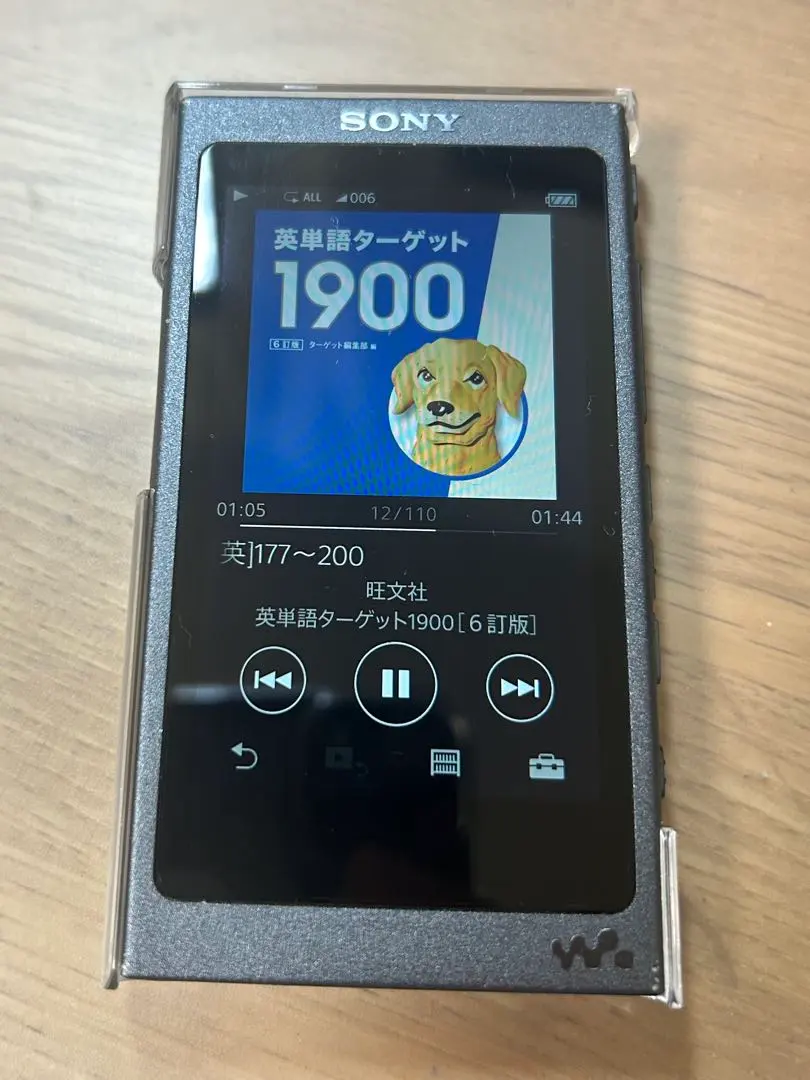 SONY
ALL 006
英単語ターゲット
1900
6訂版 ターゲット編集部 編
01:05 12/110 01:44
英]177〜200
旺文社
英単語ターゲット1900[6訂版]